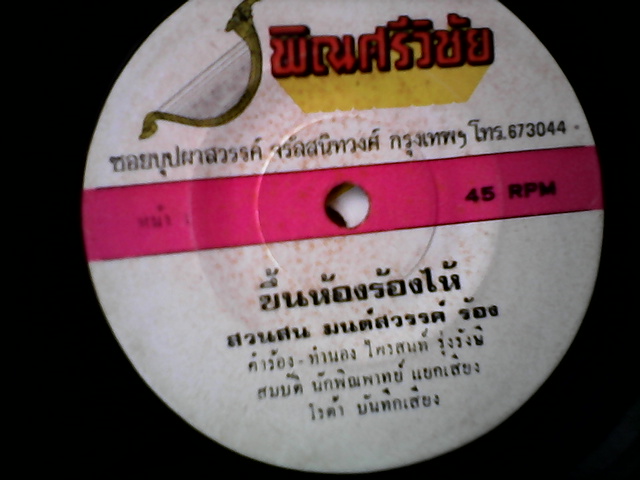 พิณศรีวิชัย
ซอยบุปผาสวรรค์ จรัลสนิทวงศ์ กรุงเทพฯ โทร.673044
หน้า 1
45 RPM
ขึ้นห้องร้องไห้
สวนสน มนต์สวรรค์ ร้อง
คำร้อง-ทำนอง ไพรสนท์ รุ่งรังษี
สมบัติ นักพิณพาทย์ แยกเสียง
ไรต้า บันทึกเสียง